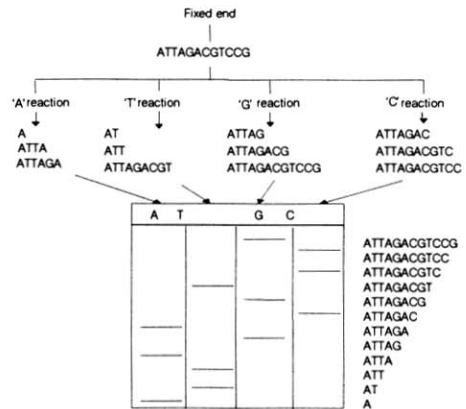 Fixed end
ATTAGACGTCCG
'A' reaction 'T' reaction 'G' reaction 'C' reaction
A AT ATTAG ATTAGAC
ATTA ATT ATTAGACG ATTAGACGTC
ATTAGA ATTAGACGT ATTAGACGTCCG ATTAGACGTCC
A T G C
ATTAGACGTCCG
ATTAGACGTCC
ATTAGACGTC
ATTAGACGT
ATTAGACG
ATTAGAC
ATTAGA
ATTAG
ATTA
ATT
AT
A